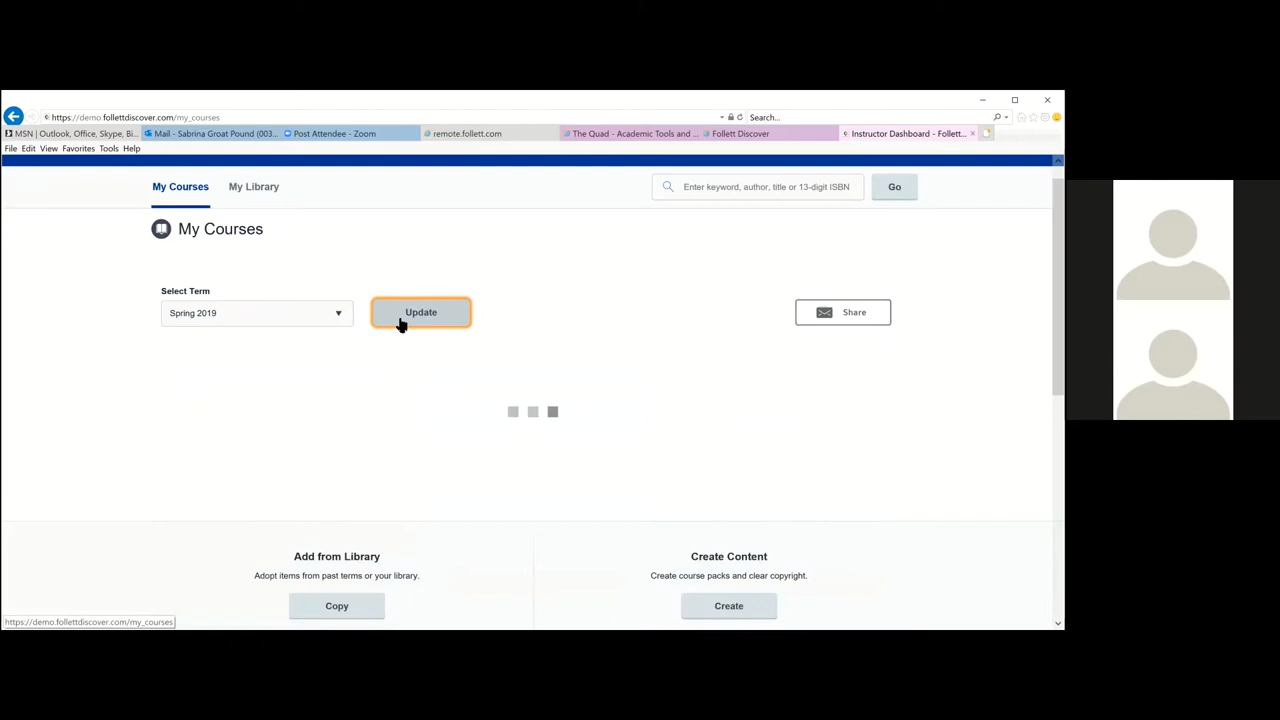 https://demo.follettdiscover.com/my_courses
Search...
MSN | Outlook, Office, Skype, Bi...
Mail - Sabrina Groat Pound (003...
Post Attendee - Zoom
remote.follett.com
The Quad - Academic Tools and ...
Follett Discover
Instructor Dashboard - Follett...
File Edit View Favorites Tools Help
My Courses
My Library
Enter keyword, author, title or 13-digit ISBN
Go
My Courses
Select Term
Spring 2019
Update
Share
Add from Library
Create Content
Adopt items from past terms or your library.
Create course packs and clear copyright.
Copy
Create
https://demo.follettdiscover.com/my_courses